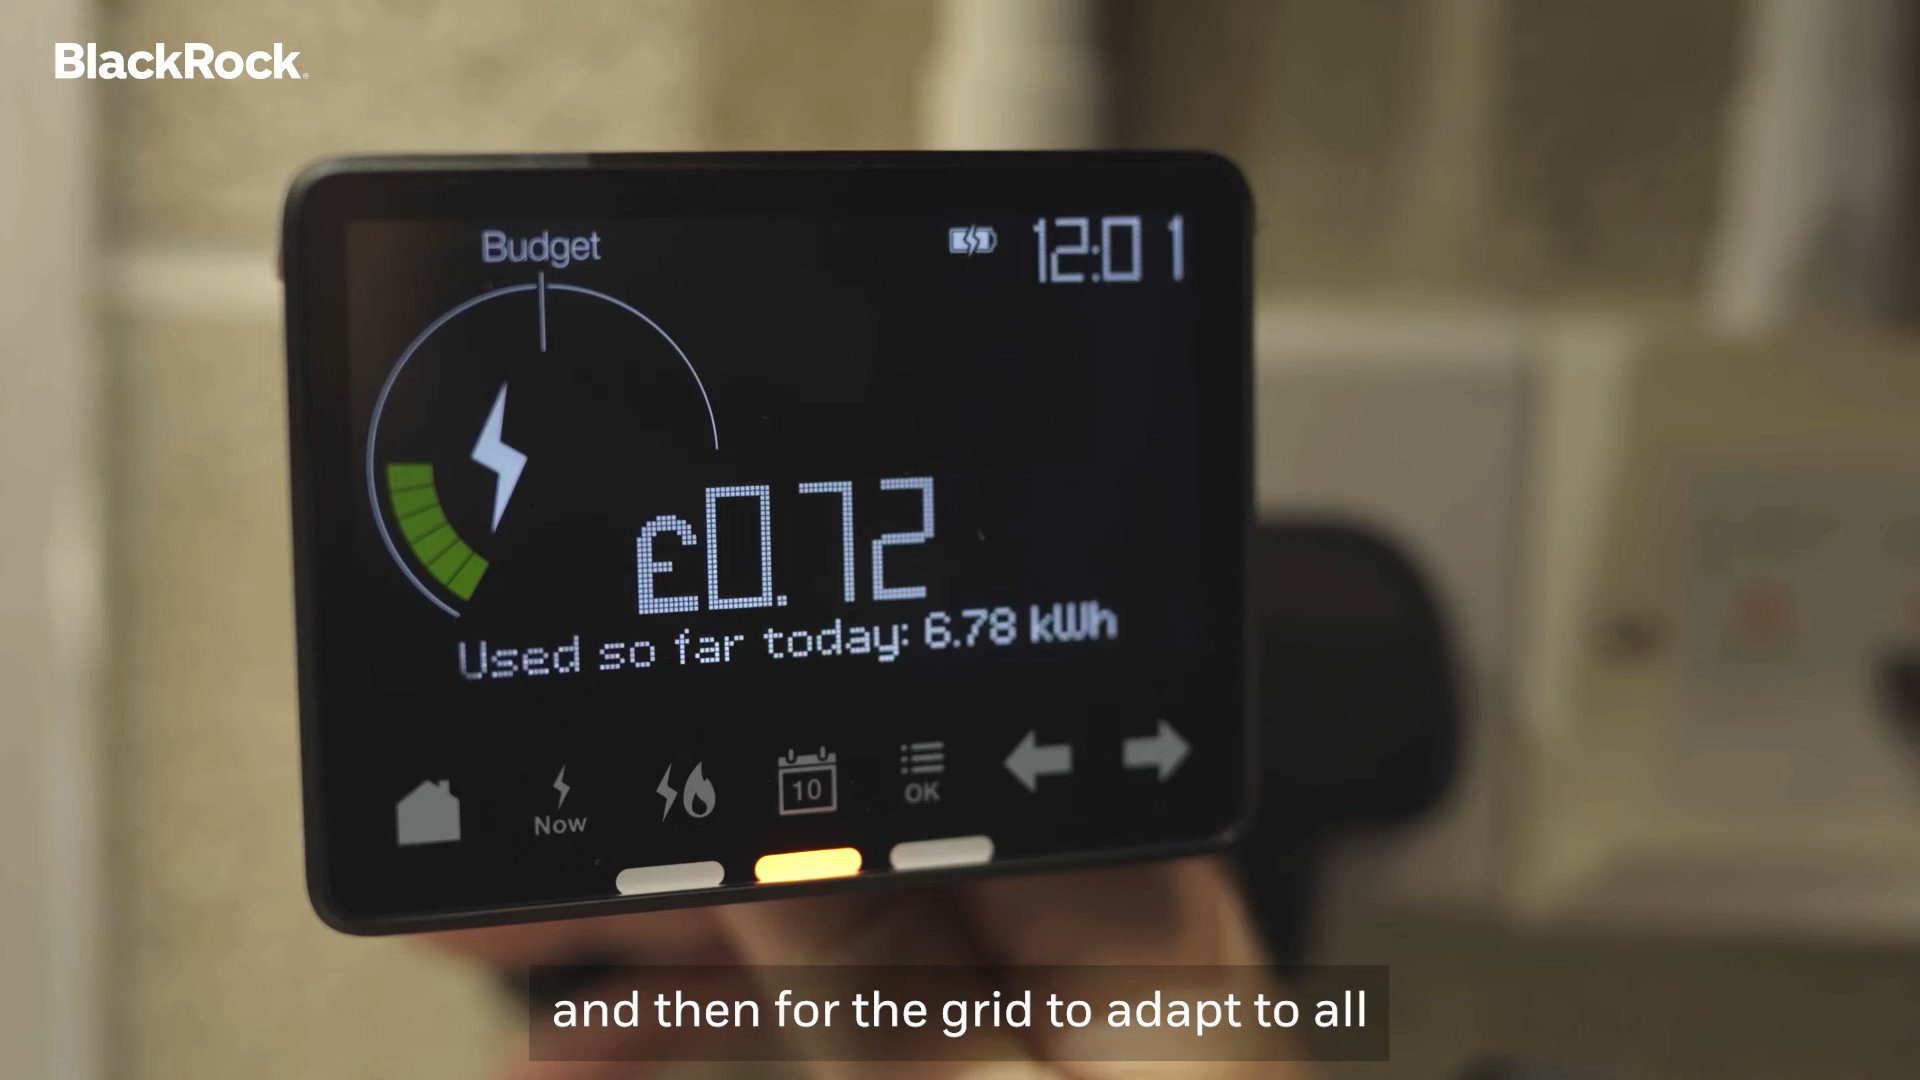 BlackRock
Budget
12:01
£0.72
Used so far today: 6.78 kWh
Now
10
OK
and then for the grid to adapt to all